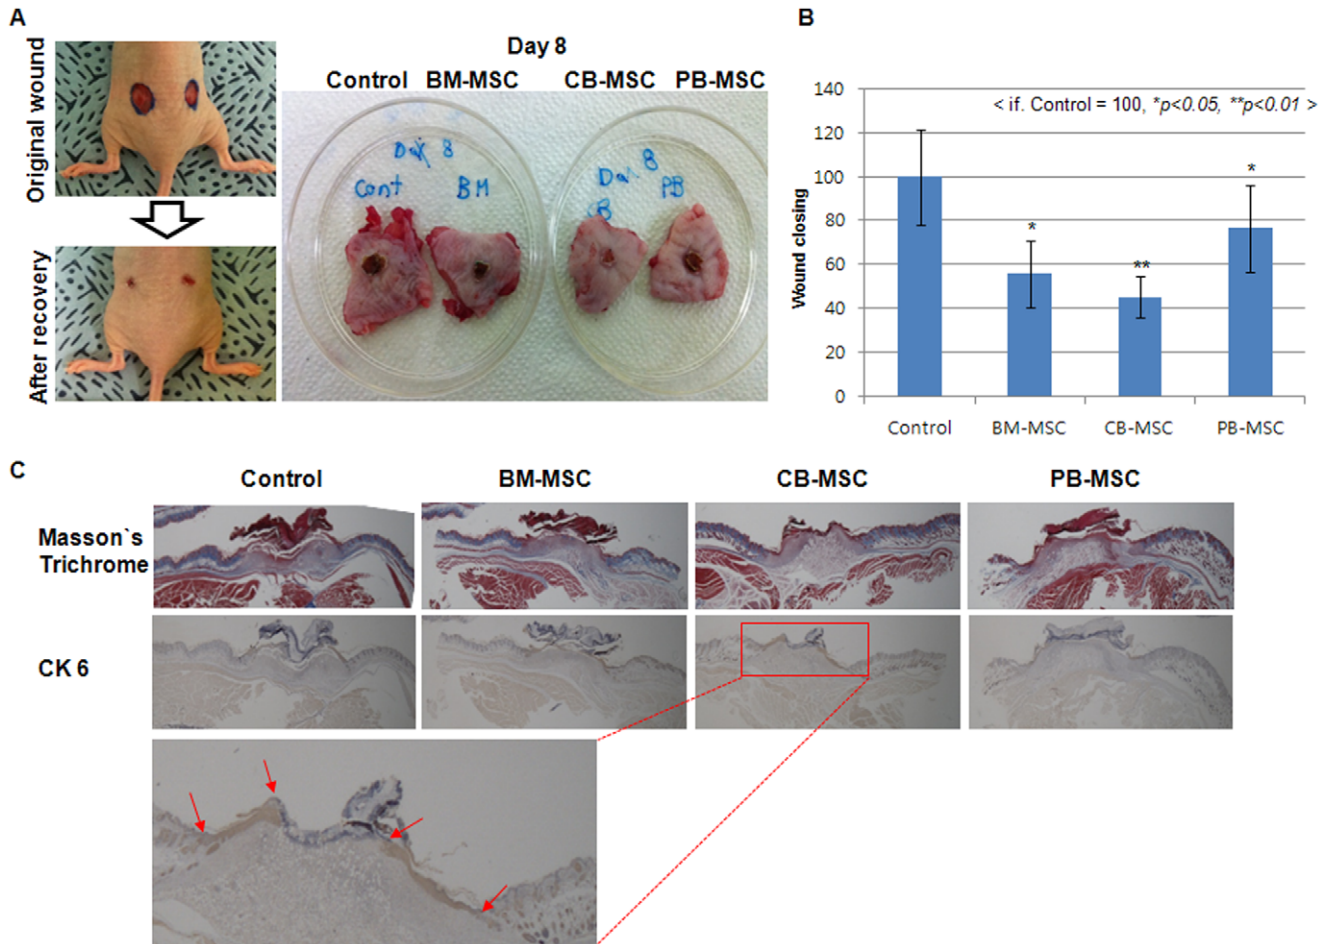 A
Original wound
After recovery
Day 8
Control BM-MSC CB-MSC PB-MSC
Day 8
Cont BM
Day 8
PB
B
< if. Control = 100, *p<0.05, **p<0.01 >
Wound closing
140
120
100
80
60
40
20
0
*
**
*
Control BM-MSC CB-MSC PB-MSC
C
Control BM-MSC CB-MSC PB-MSC
Masson`s
Trichrome
CK 6